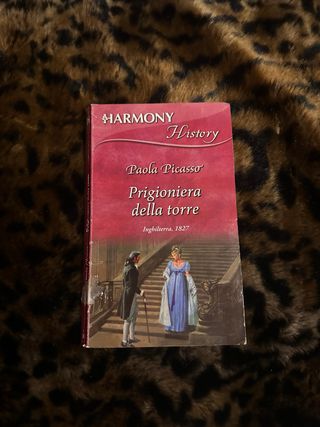 HARMONY
History
Paola Picasso
Prigioniera
della torre
Inghilterra, 1827